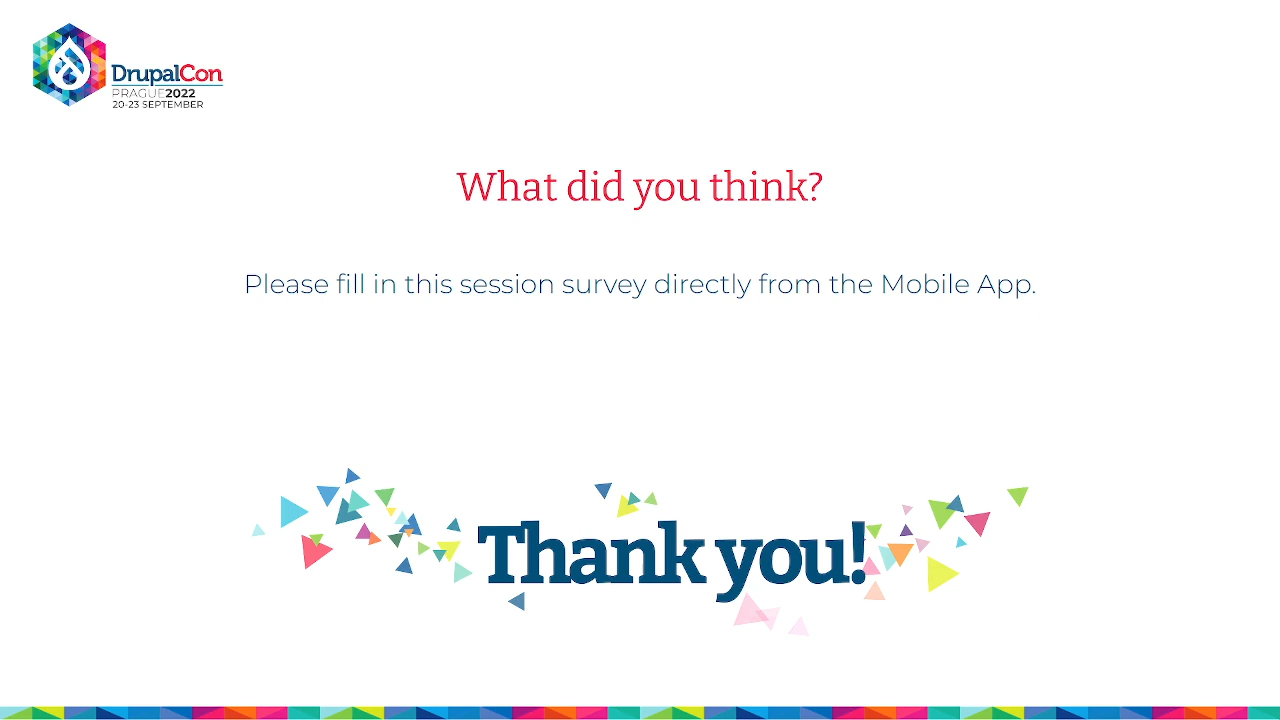 DrupalCon
PRAGUE2022
20-23 SEPTEMBER
What did you think?
Please fill in this session survey directly from the Mobile App.
Thank you!